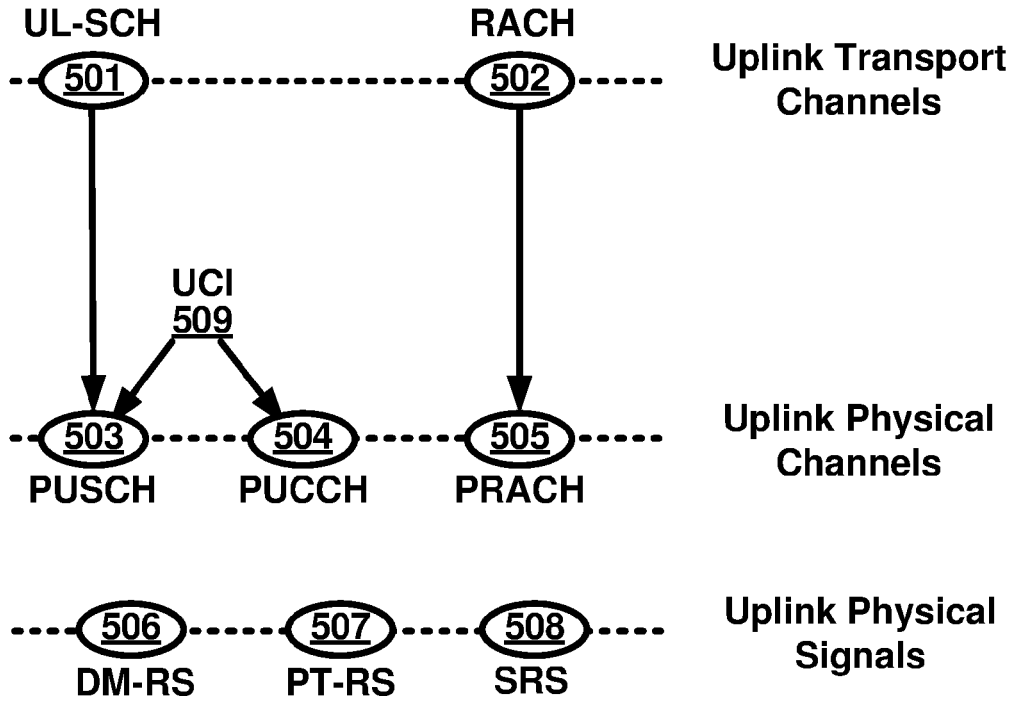 UL-SCH
RACH
501
502
Uplink Transport
Channels
UCI
509
503
504
505
Uplink Physical
Channels
PUSCH
PUCCH
PRACH
506
507
508
Uplink Physical
Signals
DM-RS
PT-RS
SRS